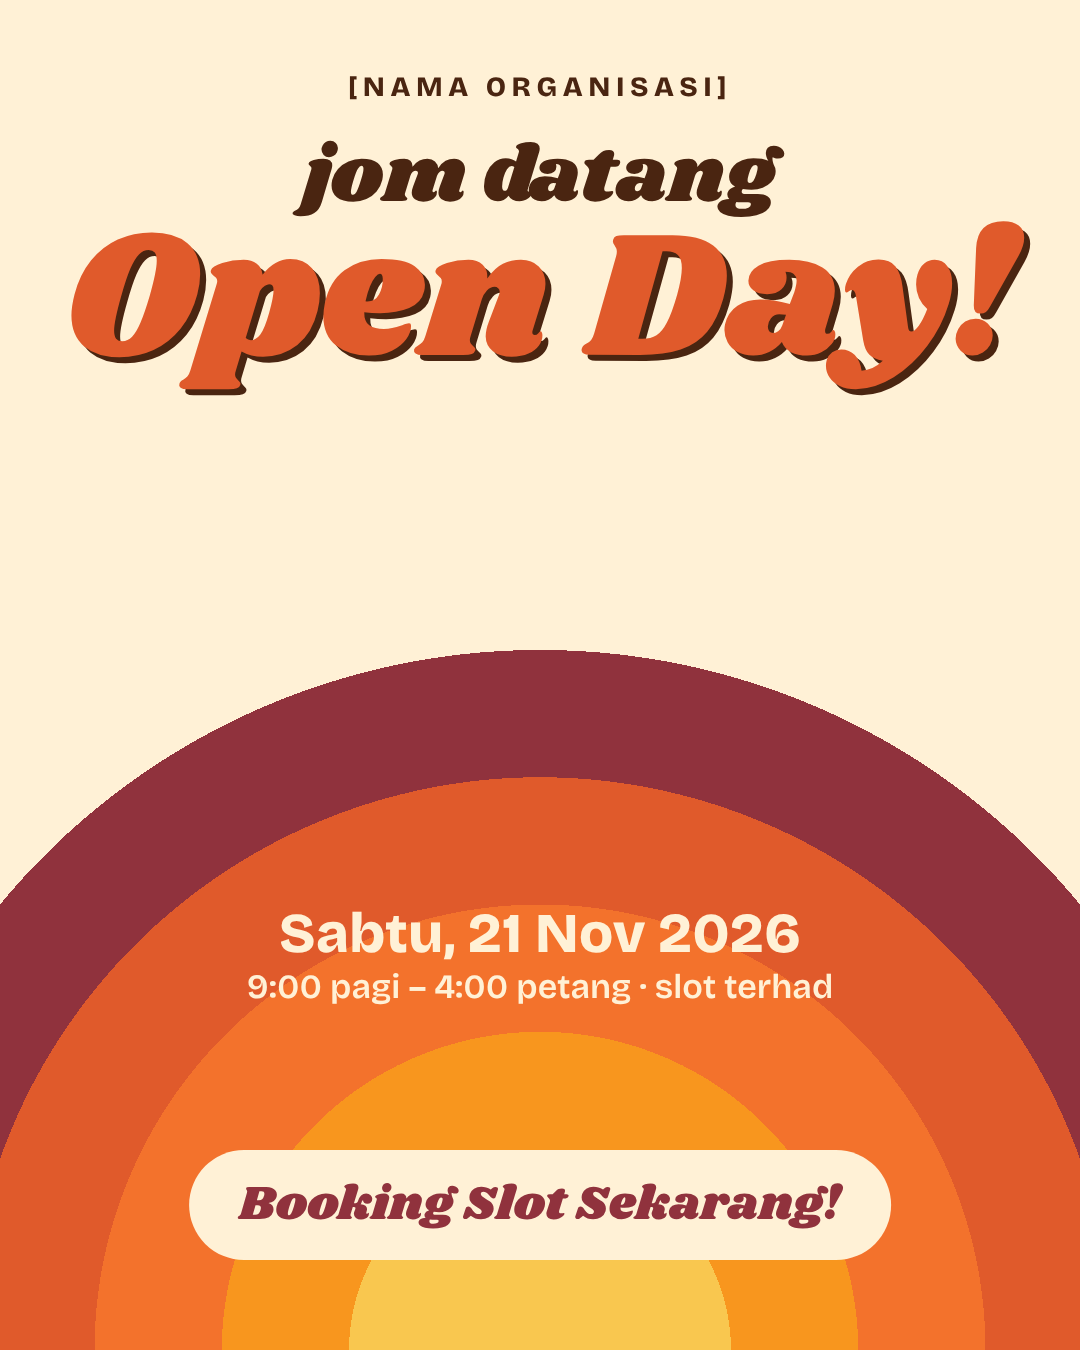 [NAMA ORGANISASI]
jom datang
Open Day!
Sabtu, 21 Nov 2026
9:00 pagi – 4:00 petang · slot terhad
Booking Slot Sekarang!